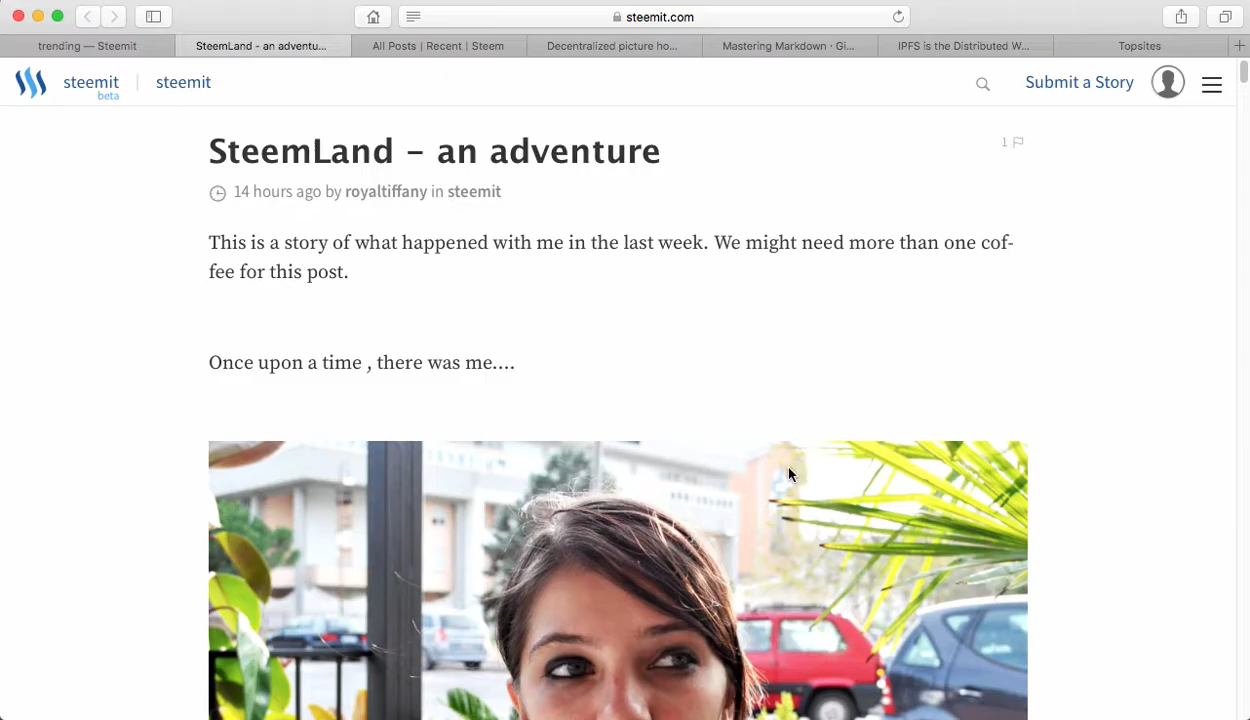 steemit.com
trending — Steemit
SteemLand - an adventu...
All Posts | Recent | Steem
Decentralized picture ho...
Mastering Markdown · Gi...
IPFS is the Distributed W...
Topsites
steemit
beta
steemit
Submit a Story
SteemLand – an adventure
1
14 hours ago by royaltiffany in steemit
This is a story of what happened with me in the last week. We might need more than one cof-
fee for this post.
Once upon a time , there was me....